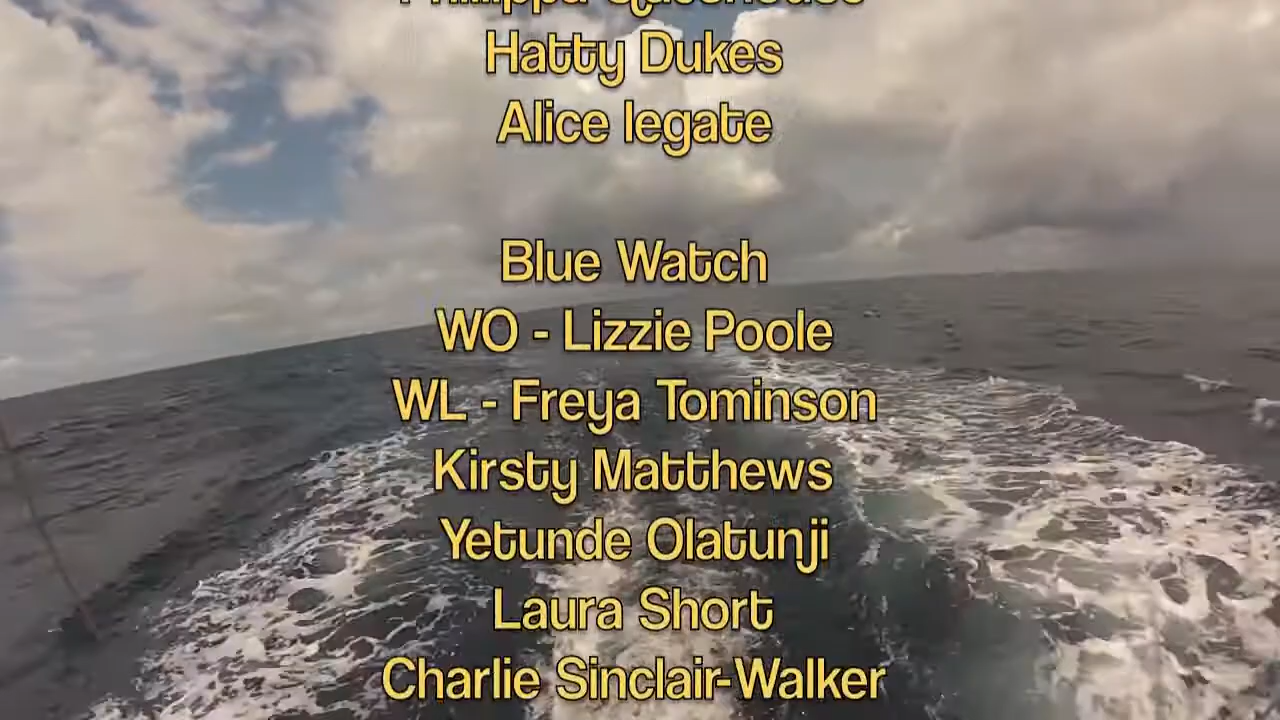 Hatty Dukes
Alice legate
Blue Watch
WO - Lizzie Poole
WL - Freya Tominson
Kirsty Matthews
Yetunde Olatunji
Laura Short
Charlie Sinclair-Walker